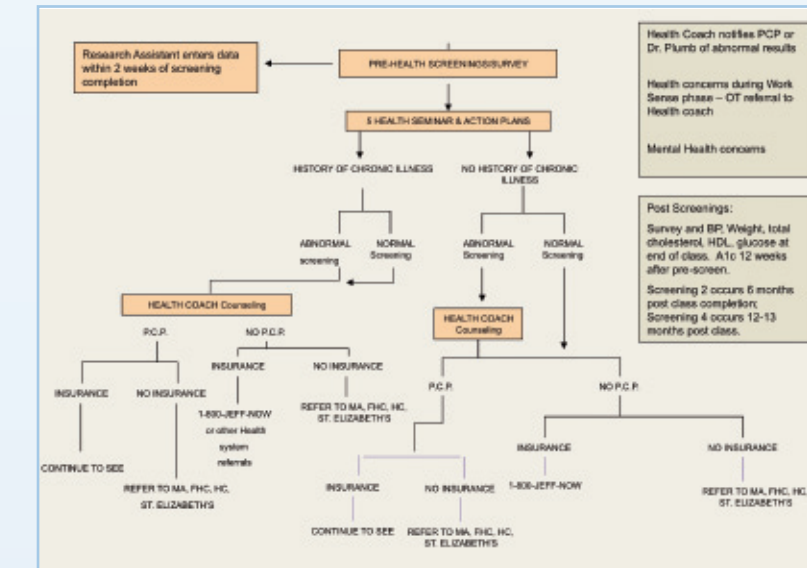 Research Assistant enters data
within 2 weeks of screening
completion
PRE-HEALTH SCREENINGS/SURVEY
5 HEALTH SEMINAR & ACTION PLANS
HISTORY OF CHRONIC ILLNESS
NO HISTORY OF CHRONIC
ILLNESS
ABNORMAL
screening
NORMAL
Screening
ABNORMAL
Screening
NORMAL
Screening
HEALTH COACH Counseling
HEALTH COACH
Counseling
P.C.P.
NO P.C.P.
INSURANCE
NO INSURANCE
INSURANCE
NO INSURANCE
CONTINUE TO SEE
REFER TO MA, FHC, HC,
ST. ELIZABETH'S
1-800-JEFF-NOW
or other Health
system
referrals
REFER TO MA, FHC, HC,
ST. ELIZABETH'S
P.C.P.
NO P.C.P.
INSURANCE
NO INSURANCE
CONTINUE TO SEE
REFER TO MA, FHC, HC,
ST. ELIZABETH'S
INSURANCE
NO INSURANCE
1-800-JEFF-NOW
REFER TO MA, FHC, HC,
ST. ELIZABETH'S
Health Coach notifies PCP or
Dr. Plumb of abnormal results
Health concerns during Work
Sense phase – OT referral to
Health coach
Mental Health concerns
Post Screenings:
Survey and BP, Weight, total
cholesterol, HDL, glucose at
end of class. A1c 12 weeks
after pre-screen.
Screening 2 occurs 6 months
post class completion;
Screening 4 occurs 12-13
months post class.